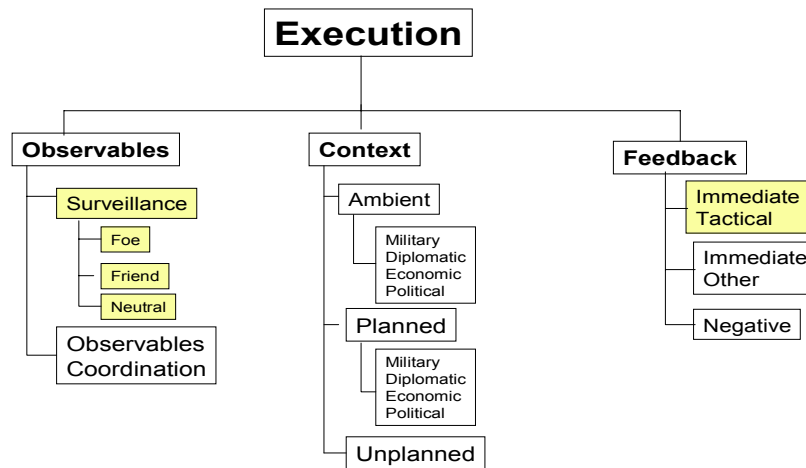 Execution
Observables
Surveillance
Foe
Friend
Neutral
Observables
Coordination
Context
Ambient
Military
Diplomatic
Economic
Political
Planned
Military
Diplomatic
Economic
Political
Unplanned
Feedback
Immediate
Tactical
Immediate
Other
Negative